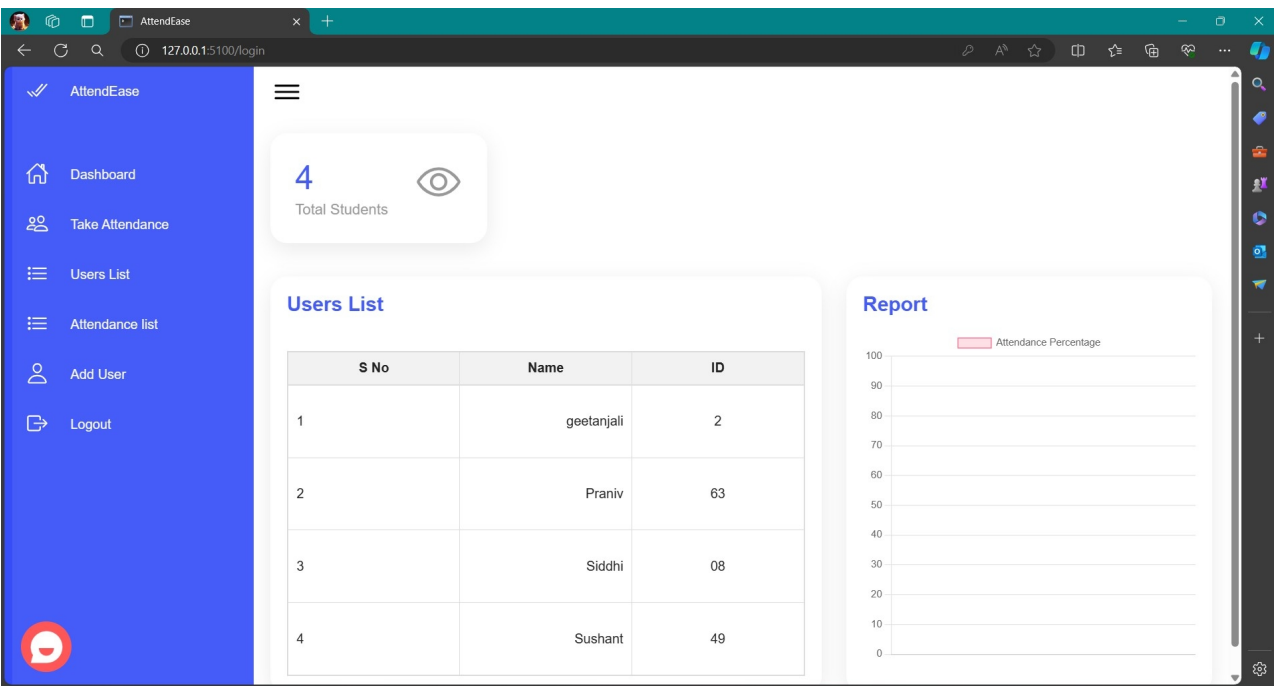 AttendEase
127.0.0.1:5100/login
AttendEase
Dashboard
Take Attendance
Users List
Attendance list
Add User
Logout
4
Total Students
Users List
S No Name ID
1 geetanjali 2
2 Praniv 63
3 Siddhi 08
4 Sushant 49
Report
Attendance Percentage
100
90
80
70
60
50
40
30
20
10
0